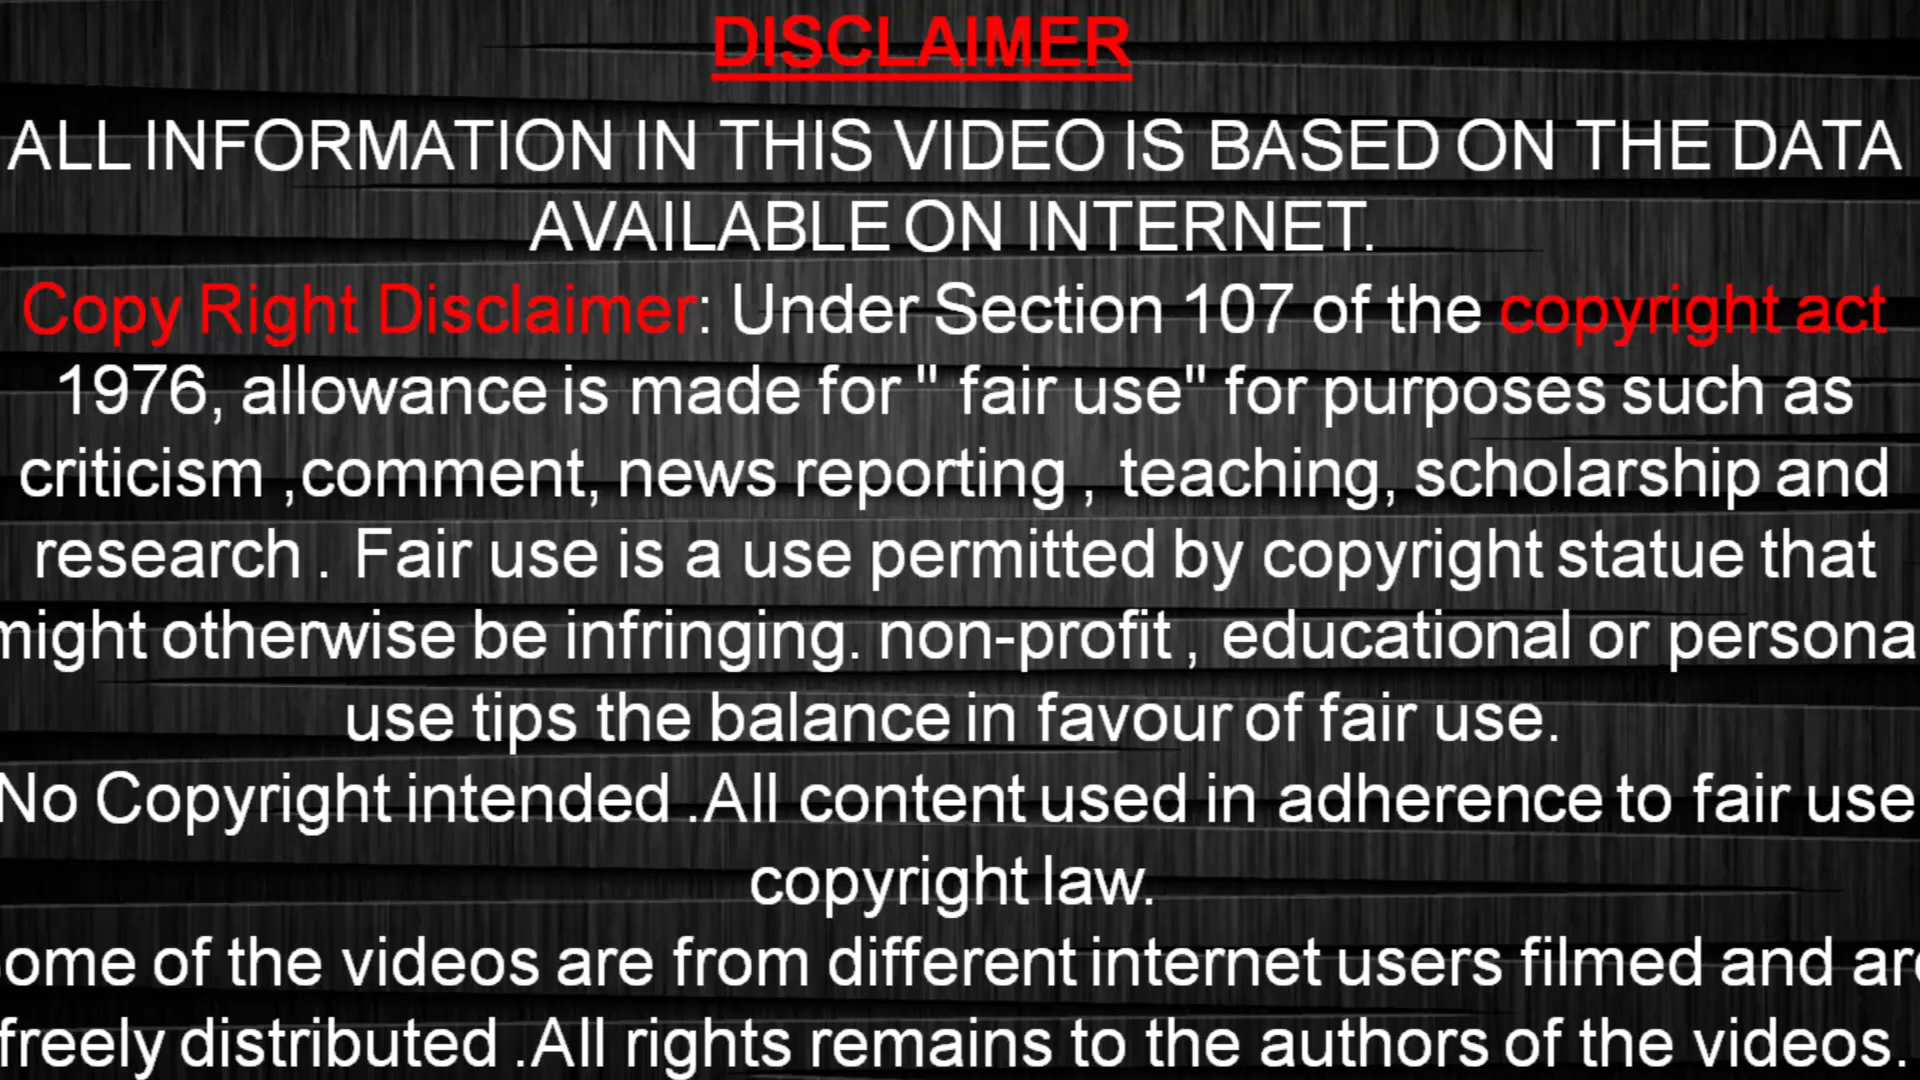 DISCLAIMER
ALL INFORMATION IN THIS VIDEO IS BASED ON THE DATA
AVAILABLE ON INTERNET.
Copy Right Disclaimer: Under Section 107 of the copyright act
1976, allowance is made for " fair use" for purposes such as
criticism ,comment, news reporting , teaching, scholarship and
research . Fair use is a use permitted by copyright statue that
might otherwise be infringing. non-profit , educational or persona
use tips the balance in favour of fair use.
No Copyright intended .All content used in adherence to fair use
copyright law.
ome of the videos are from different internet users filmed and are
freely distributed .All rights remains to the authors of the videos.